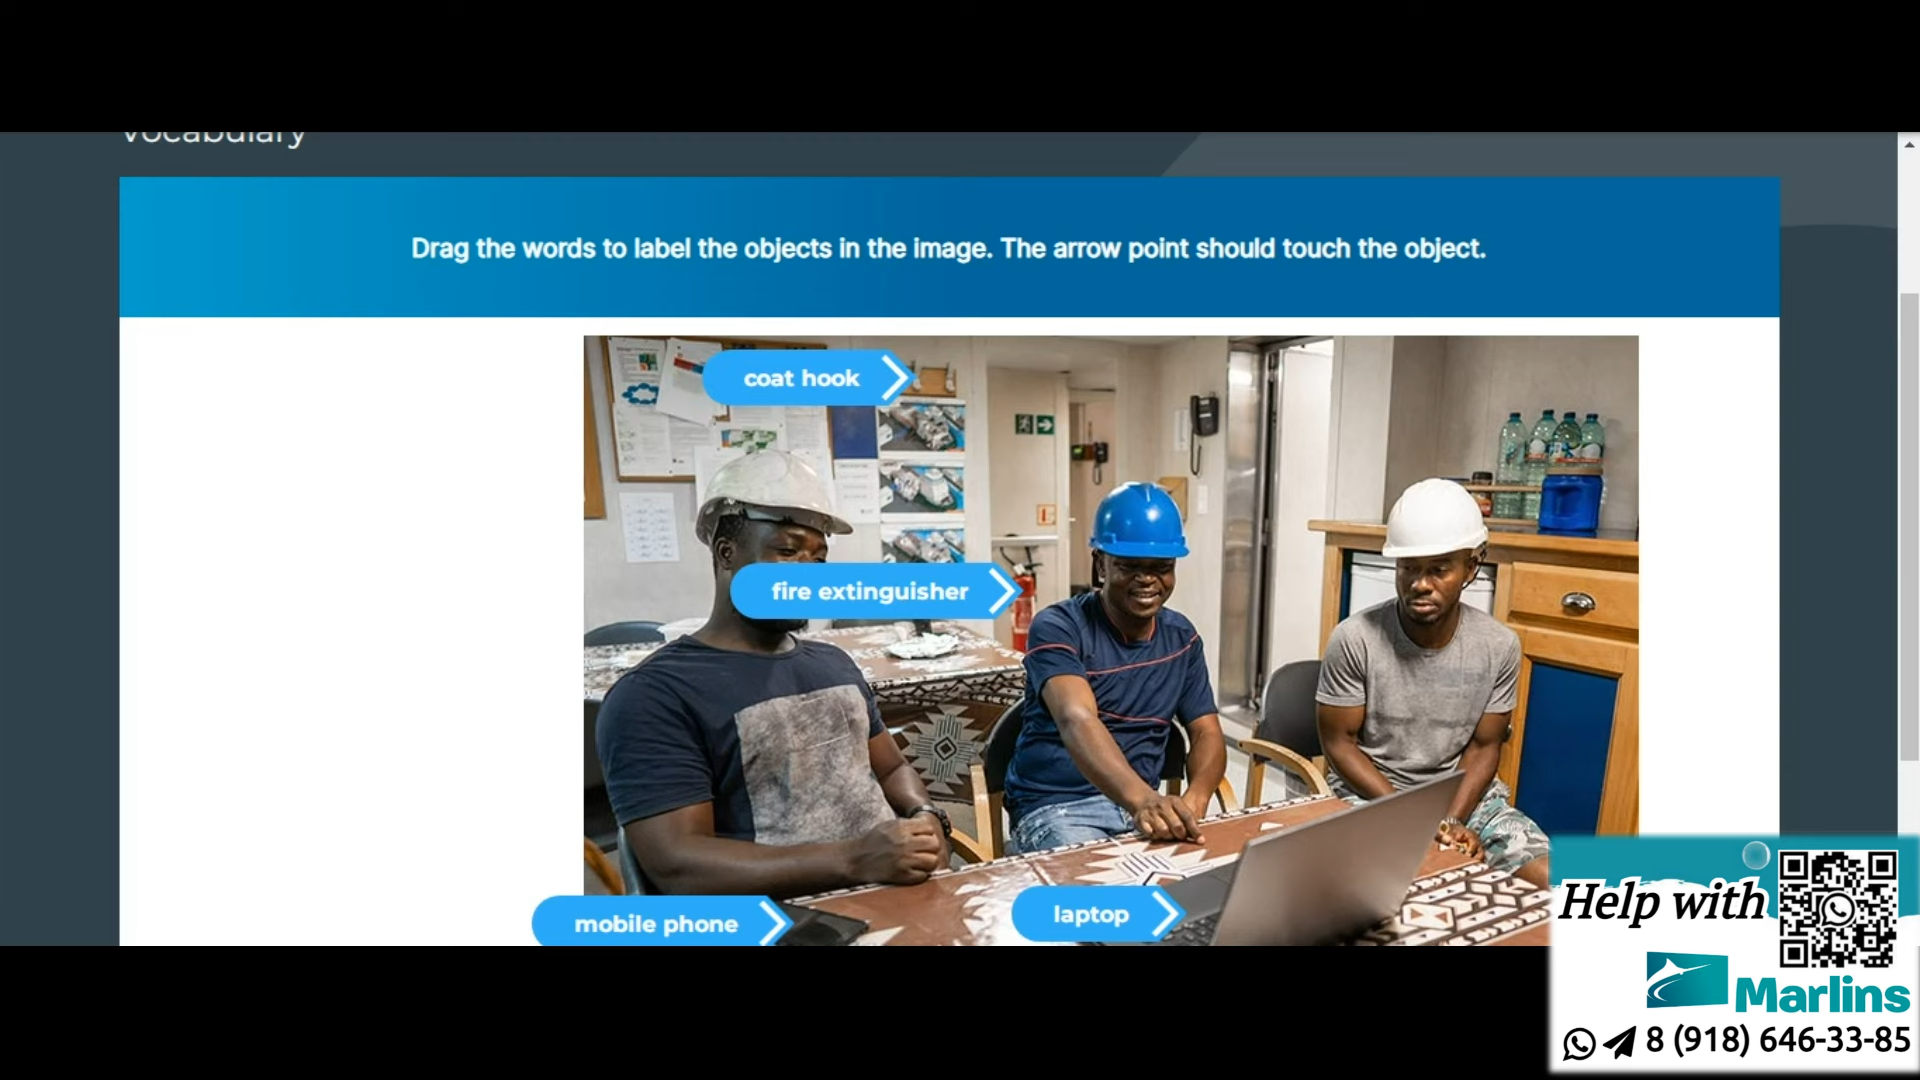 Vocabulary
Drag the words to label the objects in the image. The arrow point should touch the object.
coat hook
fire extinguisher
mobile phone
laptop
Help with
Marlins
8 (918) 646-33-85